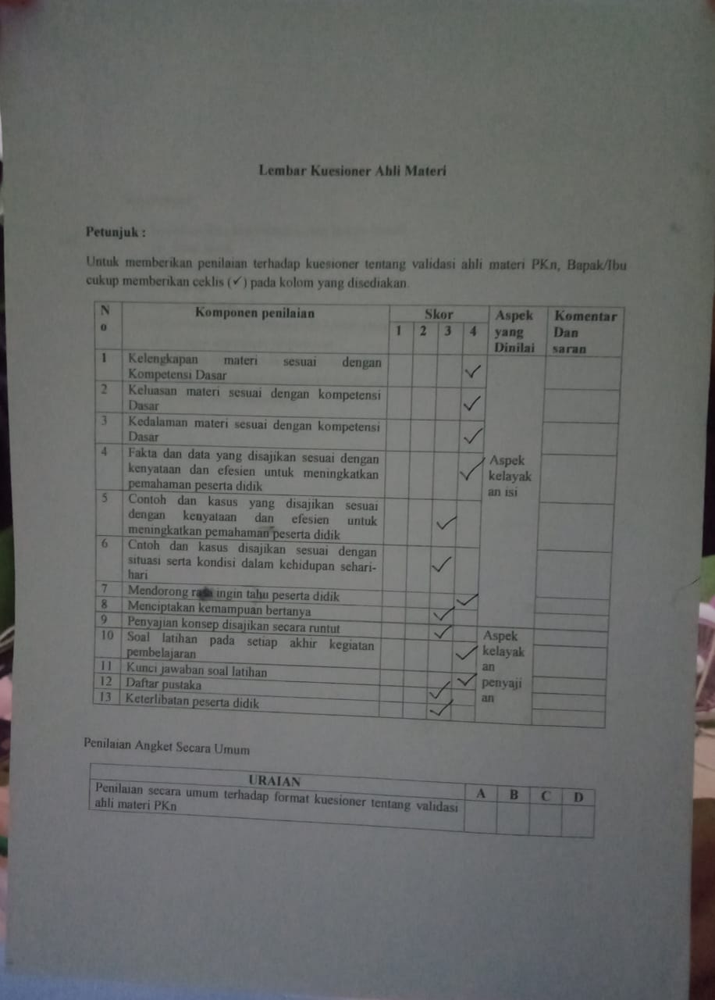 Lembar Kuesioner Ahli Materi
Petunjuk :
Untuk memberikan penilaian terhadap kuesioner tentang validasi ahli materi PKn, Bapak/Ibu
cukup memberikan ceklis (✓) pada kolom yang disediakan.
N
o
Komponen penilaian
Skor
1 2 3 4
Aspek
yang
Dinilai
Komentar
Dan
saran
1 Kelengkapan materi sesuai dengan
Kompetensi Dasar ✓
2 Keluasan materi sesuai dengan kompetensi
Dasar ✓
3 Kedalaman materi sesuai dengan kompetensi
Dasar ✓
4 Fakta dan data yang disajikan sesuai dengan
kenyataan dan efesien untuk meningkatkan ✓
pemahaman peserta didik
Aspek
kelayak
an isi
5 Contoh dan kasus yang disajikan sesuai
dengan kenyataan dan efesien untuk ✓
meningkatkan pemahaman peserta didik
6 Cntoh dan kasus disajikan sesuai dengan
situasi serta kondisi dalam kehidupan sehari- ✓
hari
7 Mendorong rasa ingin tahu peserta didik ✓
8 Menciptakan kemampuan bertanya ✓
9 Penyajian konsep disajikan secara runtut ✓
10 Soal latihan pada setiap akhir kegiatan
pembelajaran ✓
11 Kunci jawaban soal latihan ✓
12 Daftar pustaka ✓
13 Keterlibatan peserta didik ✓
Aspek
kelayak
an
penyaji
an
Penilaian Angket Secara Umum
URAIAN
A B C D
Penilaian secara umum terhadap format kuesioner tentang validasi
ahli materi PKn